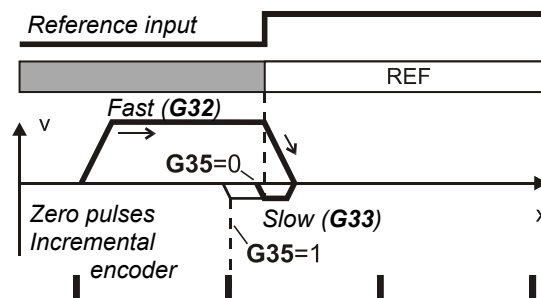 Reference input
REF
Fast (G32)
v
G35=0
x
Zero pulses
Incremental
encoder
Slow (G33)
G35=1